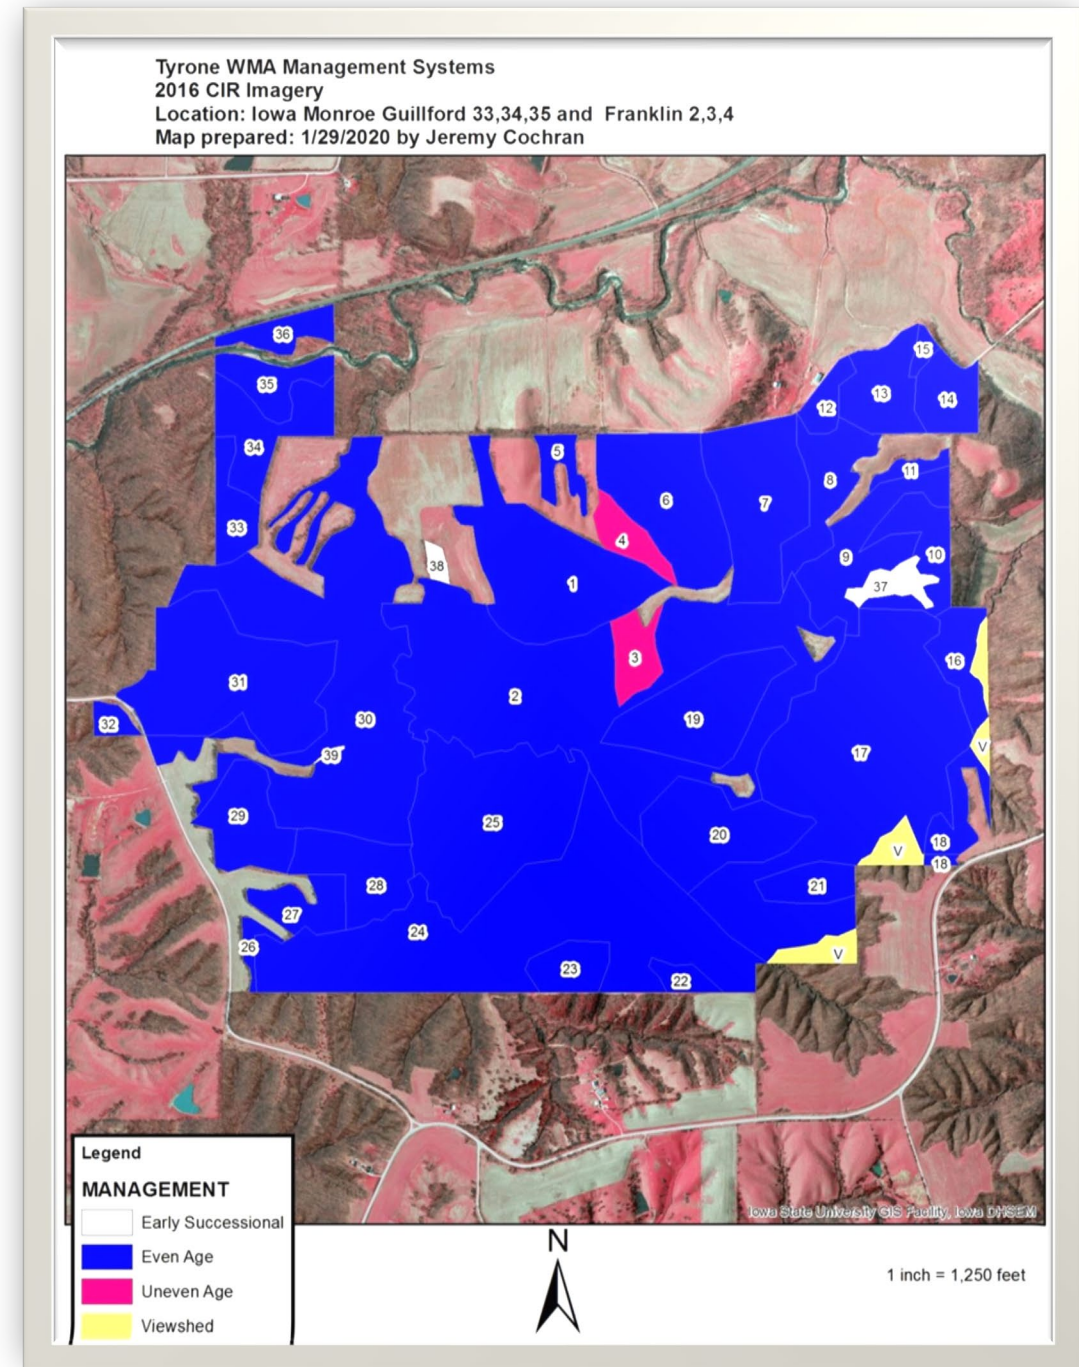 Tyrone WMA Management Systems
2016 CIR Imagery
Location: Iowa Monroe Guillford 33,34,35 and Franklin 2,3,4
Map prepared: 1/29/2020 by Jeremy Cochran
36
15
35
13
14
12
34
5
11
8
6
7
33
4
9
10
38
1
37
3
16
31
2
30
19
32
V
17
39
29
25
20
18
V
18
28
21
27
24
26
V
23
22
Iowa State University GIS Facility, Iowa DHSEM
Legend
MANAGEMENT
Early Successional
Even Age
Uneven Age
Viewshed
N
1 inch = 1,250 feet